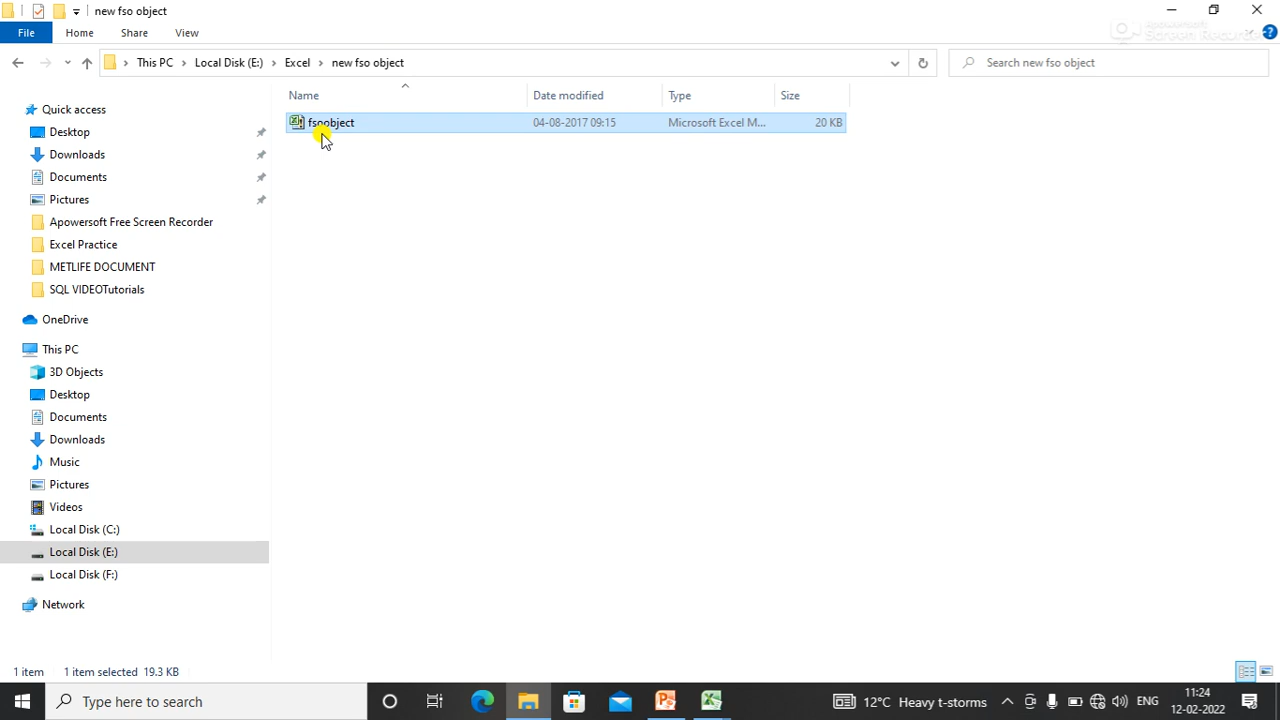 new fso object
File Home Share View
Apowersoft
Screen Recorder
This PC Local Disk (E:) Excel new fso object Search new fso object
Name Date modified Type Size
fsoobject 04-08-2017 09:15 Microsoft Excel M... 20 KB
Quick access
Desktop
Downloads
Documents
Pictures
Apowersoft Free Screen Recorder
Excel Practice
METLIFE DOCUMENT
SQL VIDEOTutorials
OneDrive
This PC
3D Objects
Desktop
Documents
Downloads
Music
Pictures
Videos
Local Disk (C:)
Local Disk (E:)
Local Disk (F:)
Network
1 item 1 item selected 19.3 KB
Type here to search 12°C Heavy t-storms ENG 11:24
12-02-2022